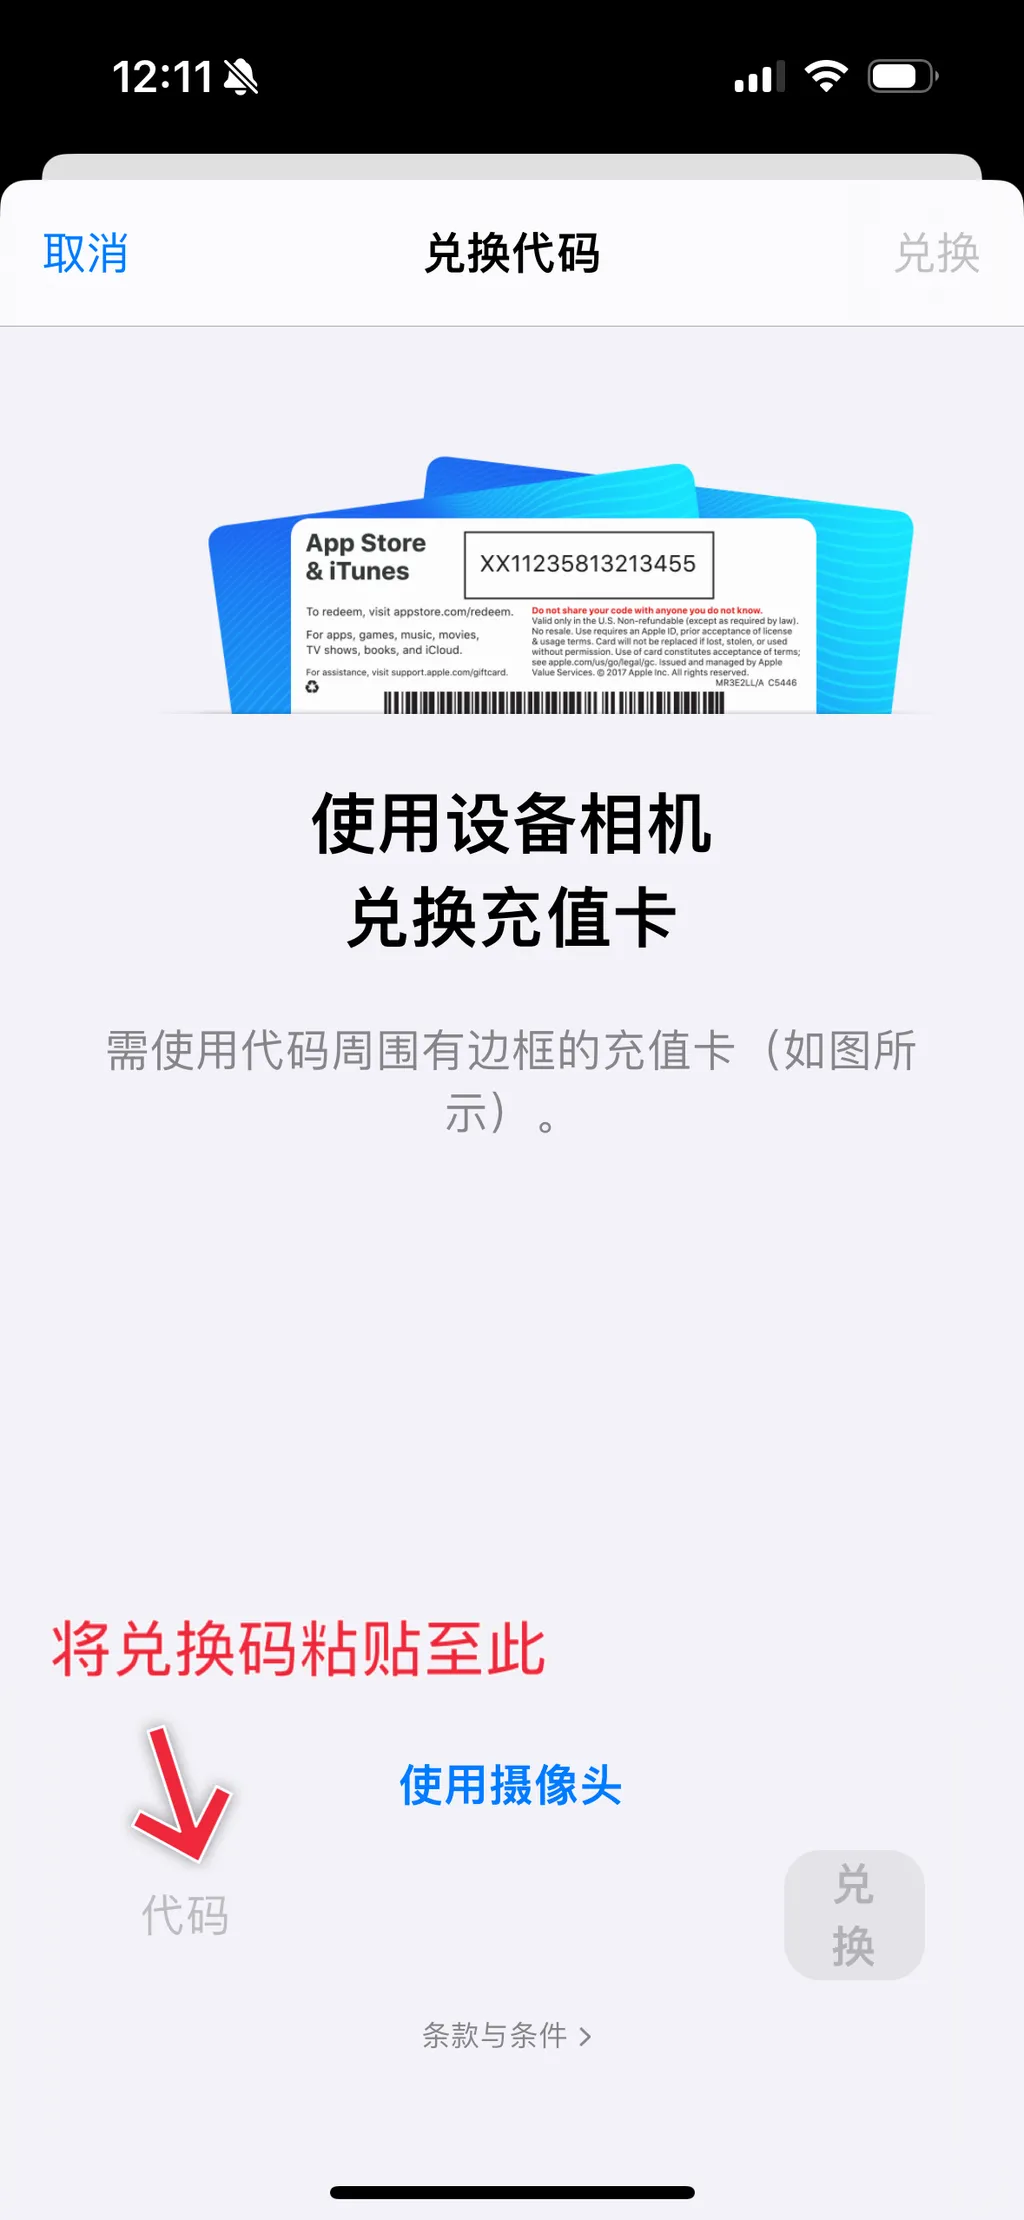 12:11
取消
兑换代码
兑换
App Store
& iTunes
XX11235813213455
To redeem, visit appstore.com/redeem.
For apps, games, music, movies,
TV shows, books, and iCloud.
For assistance, visit support.apple.com/giftcard.
Do not share your code with anyone you do not know.
Valid only in the U.S. Non-refundable (except as required by law).
No resale. Use requires an Apple ID, prior acceptance of license
& usage terms. Card will not be replaced if lost, stolen, or used
without permission. Use of card constitutes acceptance of terms;
see apple.com/us/go/legal/gc. Issued and managed by Apple
Value Services. © 2017 Apple Inc. All rights reserved.
MR3E2LL/A C5446
使用设备相机
兑换充值卡
需使用代码周围有边框的充值卡（如图所
示）。
将兑换码粘贴至此
使用摄像头
代码
兑
换
条款与条件